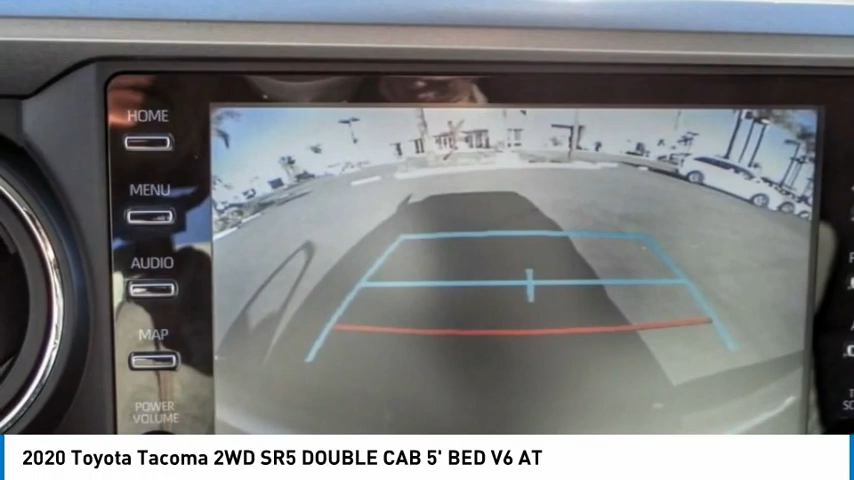 HOME
MENU
AUDIO
MAP
POWER
VOLUME
2020 Toyota Tacoma 2WD SR5 DOUBLE CAB 5' BED V6 AT